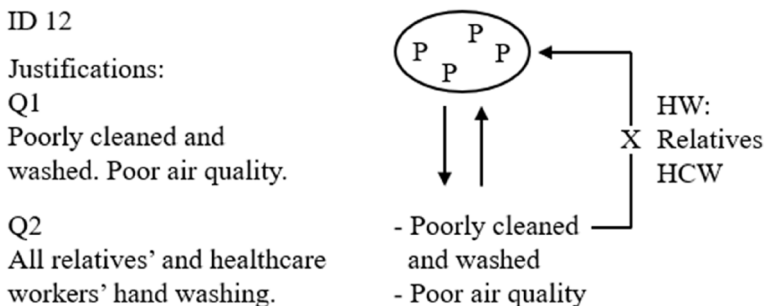 ID 12
Justifications:
Q1
Poorly cleaned and
washed. Poor air quality.
Q2
All relatives’ and healthcare
workers’ hand washing.
P
P
P
P
HW:
X Relatives
HCW
- Poorly cleaned
and washed
- Poor air quality